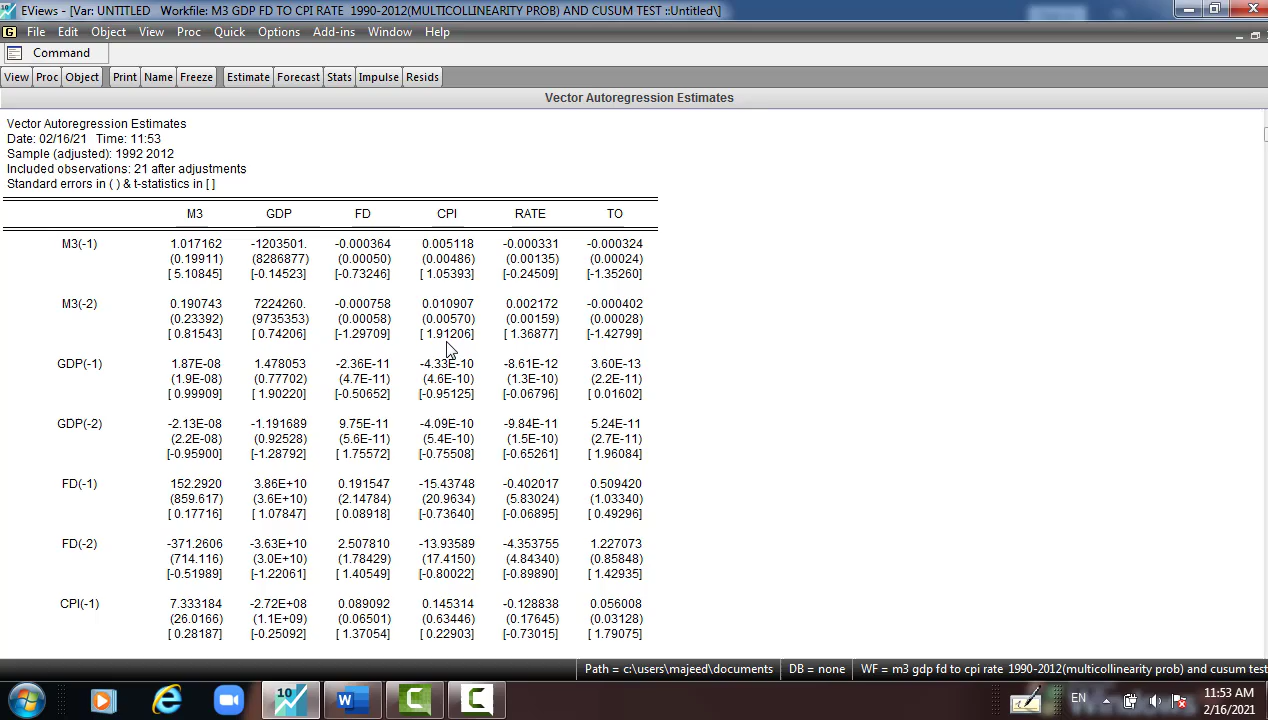 EViews - [Var: UNTITLED   Workfile: M3 GDP FD TO CPI RATE  1990-2012(MULTICOLLINEARITY PROB) AND CUSUM TEST ::Untitled\]
File Edit Object View Proc Quick Options Add-ins Window Help
Command
View Proc Object Print Name Freeze Estimate Forecast Stats Impulse Resids
Vector Autoregression Estimates
Vector Autoregression Estimates
Date: 02/16/21   Time: 11:53
Sample (adjusted): 1992 2012
Included observations: 21 after adjustments
Standard errors in ( ) & t-statistics in [ ]
M3 GDP FD CPI RATE TO
M3(-1) 1.017162 -1203501. -0.000364 0.005118 -0.000331 -0.000324
(0.19911) (8286877) (0.00050) (0.00486) (0.00135) (0.00024)
[ 5.10845] [-0.14523] [-0.73246] [ 1.05393] [-0.24509] [-1.35260]
M3(-2) 0.190743 7224260. -0.000758 0.010907 0.002172 -0.000402
(0.23392) (9735353) (0.00058) (0.00570) (0.00159) (0.00028)
[ 0.81543] [ 0.74206] [-1.29709] [ 1.91206] [ 1.36877] [-1.42799]
GDP(-1) 1.87E-08 1.478053 -2.36E-11 -4.33E-10 -8.61E-12 3.60E-13
(1.9E-08) (0.77702) (4.7E-11) (4.6E-10) (1.3E-10) (2.2E-11)
[ 0.99909] [ 1.90220] [-0.50652] [-0.95125] [-0.06796] [ 0.01602]
GDP(-2) -2.13E-08 -1.191689 9.75E-11 -4.09E-10 -9.84E-11 5.24E-11
(2.2E-08) (0.92528) (5.6E-11) (5.4E-10) (1.5E-10) (2.7E-11)
[-0.95900] [-1.28792] [ 1.75572] [-0.75508] [-0.65261] [ 1.96084]
FD(-1) 152.2920 3.86E+10 0.191547 -15.43748 -0.402017 0.509420
(859.617) (3.6E+10) (2.14784) (20.9634) (5.83024) (1.03340)
[ 0.17716] [ 1.07847] [ 0.08918] [-0.73640] [-0.06895] [ 0.49296]
FD(-2) -371.2606 -3.63E+10 2.507810 -13.93589 -4.353755 1.227073
(714.116) (3.0E+10) (1.78429) (17.4150) (4.84340) (0.85848)
[-0.51989] [-1.22061] [ 1.40549] [-0.80022] [-0.89890] [ 1.42935]
CPI(-1) 7.333184 -2.72E+08 0.089092 0.145314 -0.128838 0.056008
(26.0166) (1.1E+09) (0.06501) (0.63446) (0.17645) (0.03128)
[ 0.28187] [-0.25092] [ 1.37054] [ 0.22903] [-0.73015] [ 1.79075]
Path = c:\users\majeed\documents DB = none WF = m3 gdp fd to cpi rate  1990-2012(multicollinearity prob) and cusum test
10 W C C EN 11:53 AM
2/16/2021